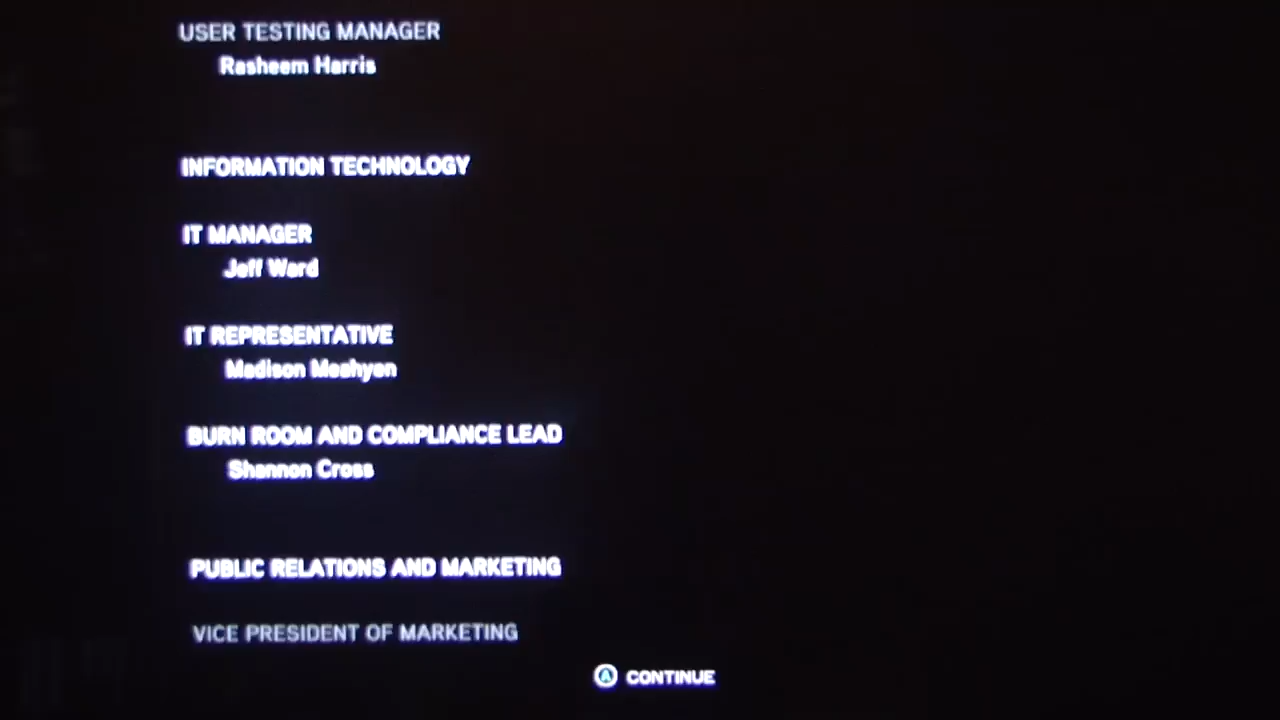 USER TESTING MANAGER
Rasheem Harris
INFORMATION TECHNOLOGY
IT MANAGER
Jeff Ward
IT REPRESENTATIVE
Madison
BURN ROOM AND COMPLIANCE LEAD
Shannon Cross
PUBLIC RELATIONS AND MARKETING
VICE PRESIDENT OF MARKETING
A CONTINUE